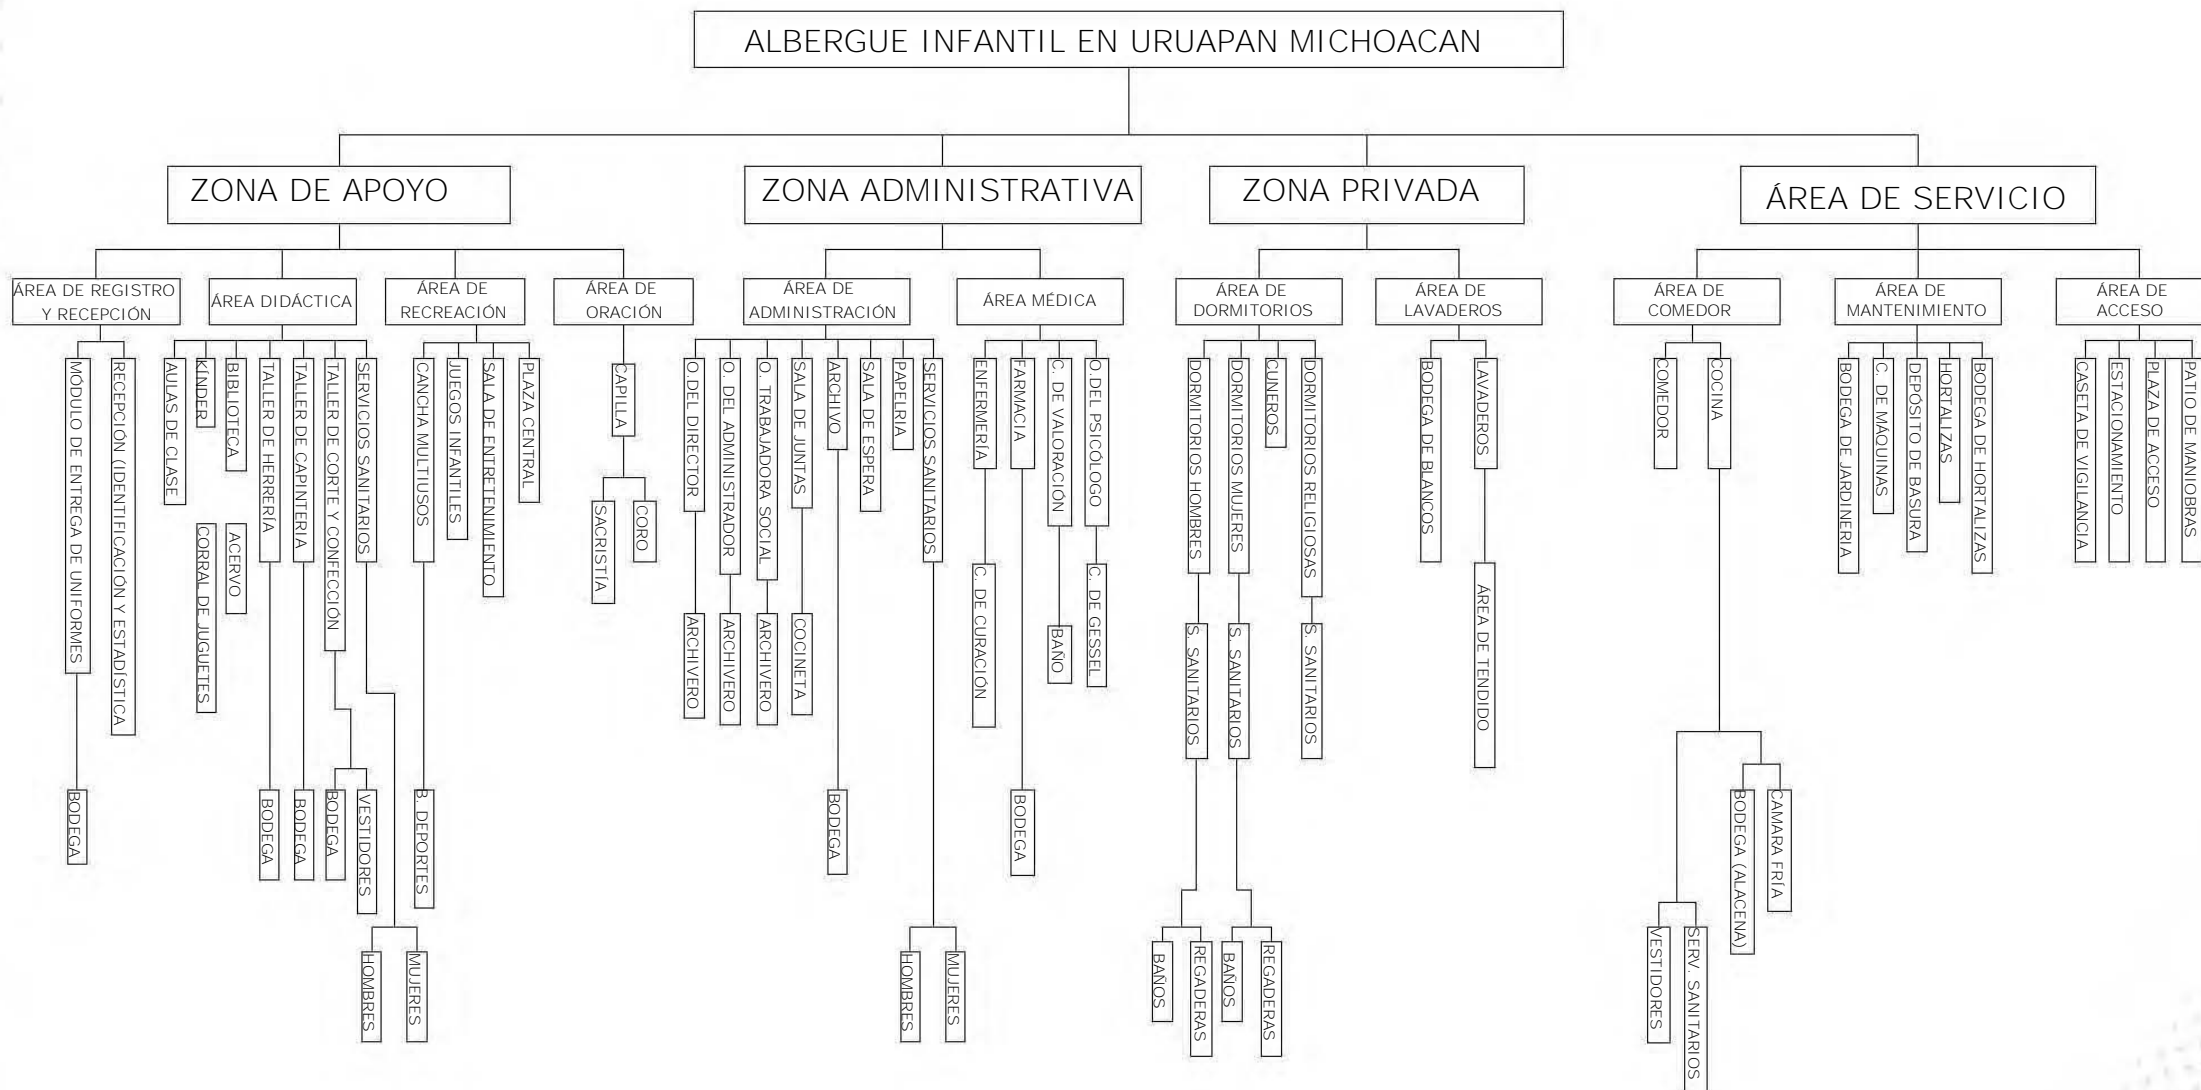 ALBERGUE INFANTIL EN URUAPAN MICHOACAN
ZONA DE APOYO
ZONA ADMINISTRATIVA
ZONA PRIVADA
ÁREA DE SERVICIO
ÁREA DE REGISTRO
Y RECEPCIÓN
ÁREA DIDÁCTICA
ÁREA DE
RECREACIÓN
ÁREA DE
ORACIÓN
ÁREA DE
ADMINISTRACIÓN
ÁREA MÉDICA
ÁREA DE
DORMITORIOS
ÁREA DE
LAVADEROS
ÁREA DE
COMEDOR
ÁREA DE
MANTENIMIENTO
ÁREA DE
ACCESO
MÓDULO DE ENTREGA DE UNIFORMES
RECEPCIÓN (IDENTIFICACIÓN Y ESTADÍSTICA
AULAS DE CLASE
KÍNDER
BIBLIOTECA
TALLER DE HERRERÍA
TALLER DE CAPINTERIA
TALLER DE CORTE Y CONFECCIÓN
SERVICIOS SANITARIOS
CANCHA MULTIUSOS
JUEGOS INFANTILES
SALA DE ENTRETENIMIENTO
PLAZA CENTRAL
CAPILLA
O.DEL DIRECTOR
O. DEL ADMINISTRADOR
O. TRABAJADORA SOCIAL
SALA DE JUNTAS
ARCHIVO
SALA DE ESPERA
PAPELRIA
SERVICIOS SANITARIOS
ENFERMERÍA
FARMACIA
C. DE VALORACIÓN
O.DEL PSICÓLOGO
DORMITORIOS HOMBRES
DORMITORIOS MUJERES
CUNEROS
DORMITORIOS RELIGIOSAS
BODEGA DE BLANCOS
LAVADEROS
COMEDOR
COCINA
BODEGA DE JARDINERIA
C. DE MÁQUINAS
DEPÓSITO DE BASURA
HORTALIZAS
BODEGA DE HORTALIZAS
CASETA DE VIGILANCIA
ESTACIONAMIENTO
PLAZA DE ACCESO
PATIO DE MANIOBRAS
CORRAL DE JUGUETES
ACERVO
SACRISTÍA
CORO
ARCHIVERO
ARCHIVERO
ARCHIVERO
COCINETA
C. DE CURACIÓN
BAÑO
C. DE GESSEL
S. SANITARIOS
S. SANITARIOS
S. SANITARIOS
ÁREA DE TENDIDO
BODEGA
BODEGA
BODEGA
BODEGA
VESTIDORES
B. DEPORTES
BODEGA
BODEGA
BODEGA (ALACENA)
CAMARA FRÍA
HOMBRES
MUJERES
HOMBRES
MUJERES
BAÑOS
REGADERAS
BAÑOS
REGADERAS
VESTIDORES
SERV. SANITARIOS